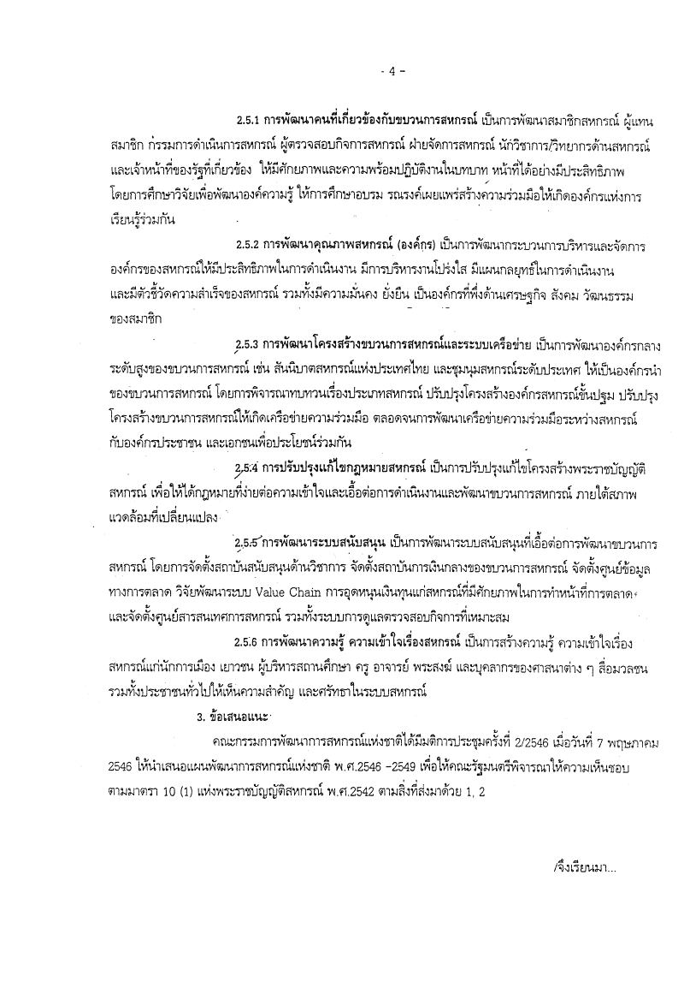 - 4 -
2.5.1 การพัฒนาคนที่เกี่ยวข้องกับขบวนการสหกรณ์ เป็นการพัฒนาสมาชิกสหกรณ์ ผู้แทน
สมาชิก กรรมการดำเนินการสหกรณ์ ผู้ตรวจสอบกิจการสหกรณ์ ฝ่ายจัดการสหกรณ์ นักวิชาการ/วิทยากรด้านสหกรณ์
และเจ้าหน้าที่ของรัฐที่เกี่ยวข้อง ให้มีศักยภาพและความพร้อมปฏิบัติงานในบทบาท หน้าที่ได้อย่างมีประสิทธิภาพ
โดยการศึกษาวิจัยเพื่อพัฒนาองค์ความรู้ ให้การศึกษาอบรม รณรงค์เผยแพร่สร้างความร่วมมือให้เกิดองค์กรแห่งการ
เรียนรู้ร่วมกัน
2.5.2 การพัฒนาคุณภาพสหกรณ์ (องค์กร) เป็นการพัฒนากระบวนการบริหารและจัดการ
องค์กรของสหกรณ์ให้มีประสิทธิภาพในการดำเนินงาน มีการบริหารงานโปร่งใส มีแผนกลยุทธ์ในการดำเนินงาน
และมีตัวชี้วัดความสำเร็จของสหกรณ์ รวมทั้งมีความมั่นคง ยั่งยืน เป็นองค์กรที่พึ่งด้านเศรษฐกิจ สังคม วัฒนธรรม
ของสมาชิก
2.5.3 การพัฒนาโครงสร้างขบวนการสหกรณ์และระบบเครือข่าย เป็นการพัฒนาองค์กรกลาง
ระดับสูงของขบวนการสหกรณ์ เช่น สันนิบาตสหกรณ์แห่งประเทศไทย และชุมนุมสหกรณ์ระดับประเทศ ให้เป็นองค์กรนำ
ของขบวนการสหกรณ์ โดยการพิจารณาทบทวนเรื่องประเภทสหกรณ์ ปรับปรุงโครงสร้างองค์กรสหกรณ์ขั้นปฐม ปรับปรุง
โครงสร้างขบวนการสหกรณ์ให้เกิดเครือข่ายความร่วมมือ ตลอดจนการพัฒนาเครือข่ายความร่วมมือระหว่างสหกรณ์
กับองค์กรประชาชน และเอกชนเพื่อประโยชน์ร่วมกัน
2.5.4 การปรับปรุงแก้ไขกฎหมายสหกรณ์ เป็นการปรับปรุงแก้ไขโครงสร้างพระราชบัญญัติ
สหกรณ์ เพื่อให้ได้กฎหมายที่ง่ายต่อความเข้าใจและเอื้อต่อการดำเนินงานและพัฒนาขบวนการสหกรณ์ ภายใต้สภาพ
แวดล้อมที่เปลี่ยนแปลง
2.5.5 การพัฒนาระบบสนับสนุน เป็นการพัฒนาระบบสนับสนุนที่เอื้อต่อการพัฒนาขบวนการ
สหกรณ์ โดยการจัดตั้งสถาบันสนับสนุนด้านวิชาการ จัดตั้งสถาบันการเงินกลางของขบวนการสหกรณ์ จัดตั้งศูนย์ข้อมูล
ทางการตลาด วิจัยพัฒนาระบบ Value Chain การอุดหนุนเงินทุนแก่สหกรณ์ที่มีศักยภาพในการทำหน้าที่การตลาด
และจัดตั้งศูนย์สารสนเทศการสหกรณ์ รวมทั้งระบบการดูแลตรวจสอบกิจการที่เหมาะสม
2.5.6 การพัฒนาความรู้ ความเข้าใจเรื่องสหกรณ์ เป็นการสร้างความรู้ ความเข้าใจเรื่อง
สหกรณ์แก่นักการเมือง เยาวชน ผู้บริหารสถานศึกษา ครู อาจารย์ พระสงฆ์ และบุคลากรของศาสนาต่าง ๆ สื่อมวลชน
รวมทั้งประชาชนทั่วไปให้เห็นความสำคัญ และศรัทธาในระบบสหกรณ์
3. ข้อเสนอแนะ
คณะกรรมการพัฒนาการสหกรณ์แห่งชาติได้มีมติการประชุมครั้งที่ 2/2546 เมื่อวันที่ 7 พฤษภาคม
2546 ให้นำเสนอแผนพัฒนาการสหกรณ์แห่งชาติ พ.ศ.2546 –2549 เพื่อให้คณะรัฐมนตรีพิจารณาให้ความเห็นชอบ
ตามมาตรา 10 (1) แห่งพระราชบัญญัติสหกรณ์ พ.ศ.2542 ตามสิ่งที่ส่งมาด้วย 1, 2
/จึงเรียนมา...